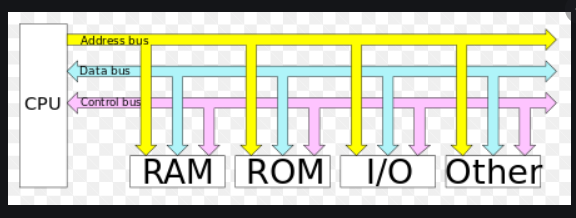 Address bus
Data bus
Control bus
CPU
RAM ROM I/O Other